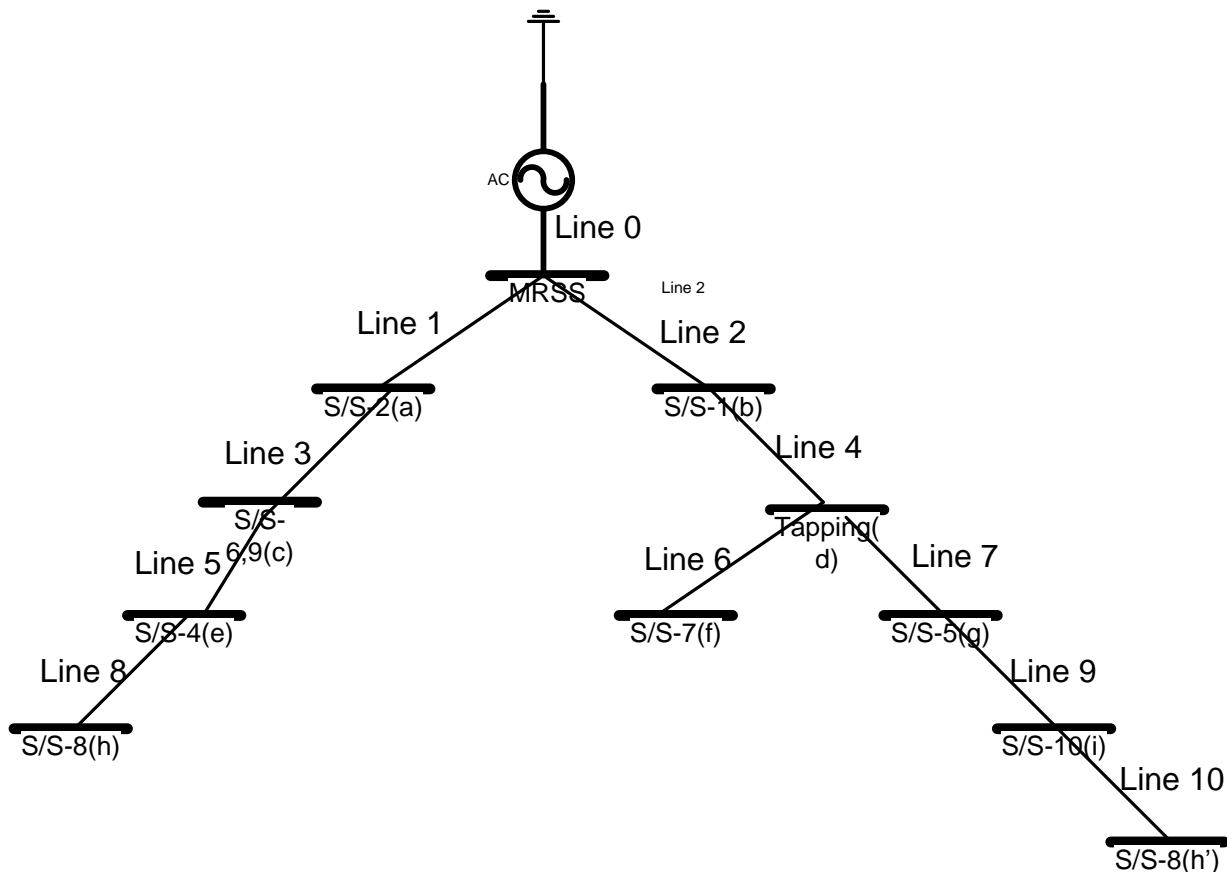 AC
Line 0
MRSS
Line 2
Line 1
Line 2
S/S-2(a)
S/S-1(b)
Line 3
Line 4
S/S-
6,9(c)
Tapping(
d)
Line 5
Line 6
Line 7
S/S-4(e)
S/S-7(f)
S/S-5(g)
Line 8
Line 9
S/S-8(h)
S/S-10(i)
Line 10
S/S-8(h’)